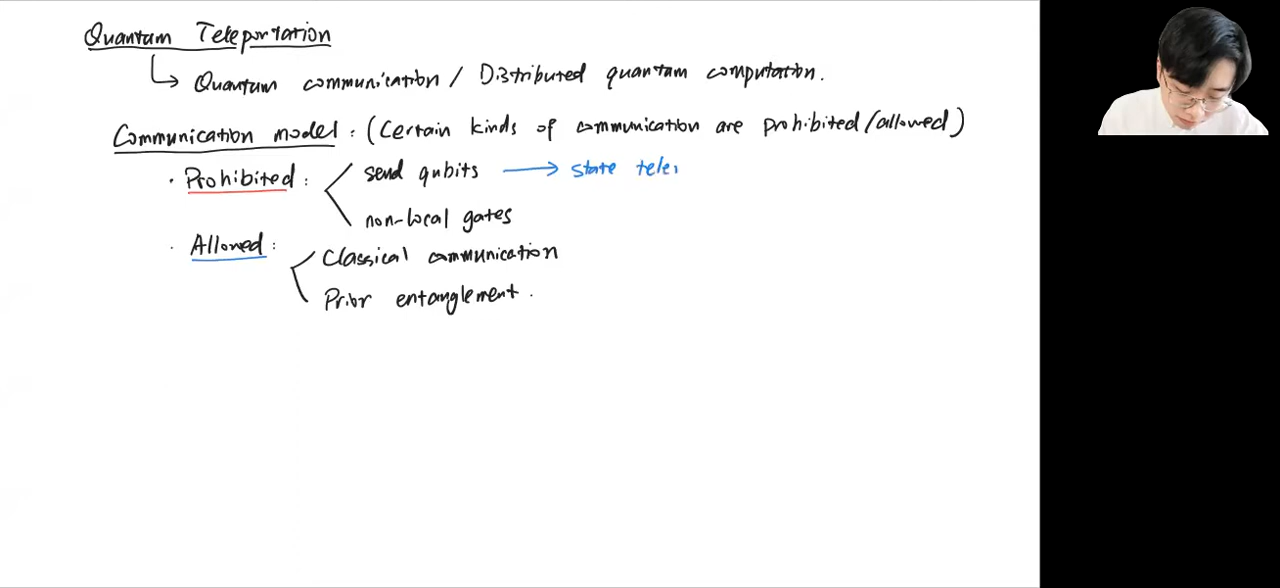 Quantum Teleportation
Quantum communication / Distributed quantum computation.
Communication model : (Certain kinds of communication are prohibited/allowed)
· Prohibited : send qubits → state tele
non-local gates
· Allowed : Classical communication
Prior entanglement .